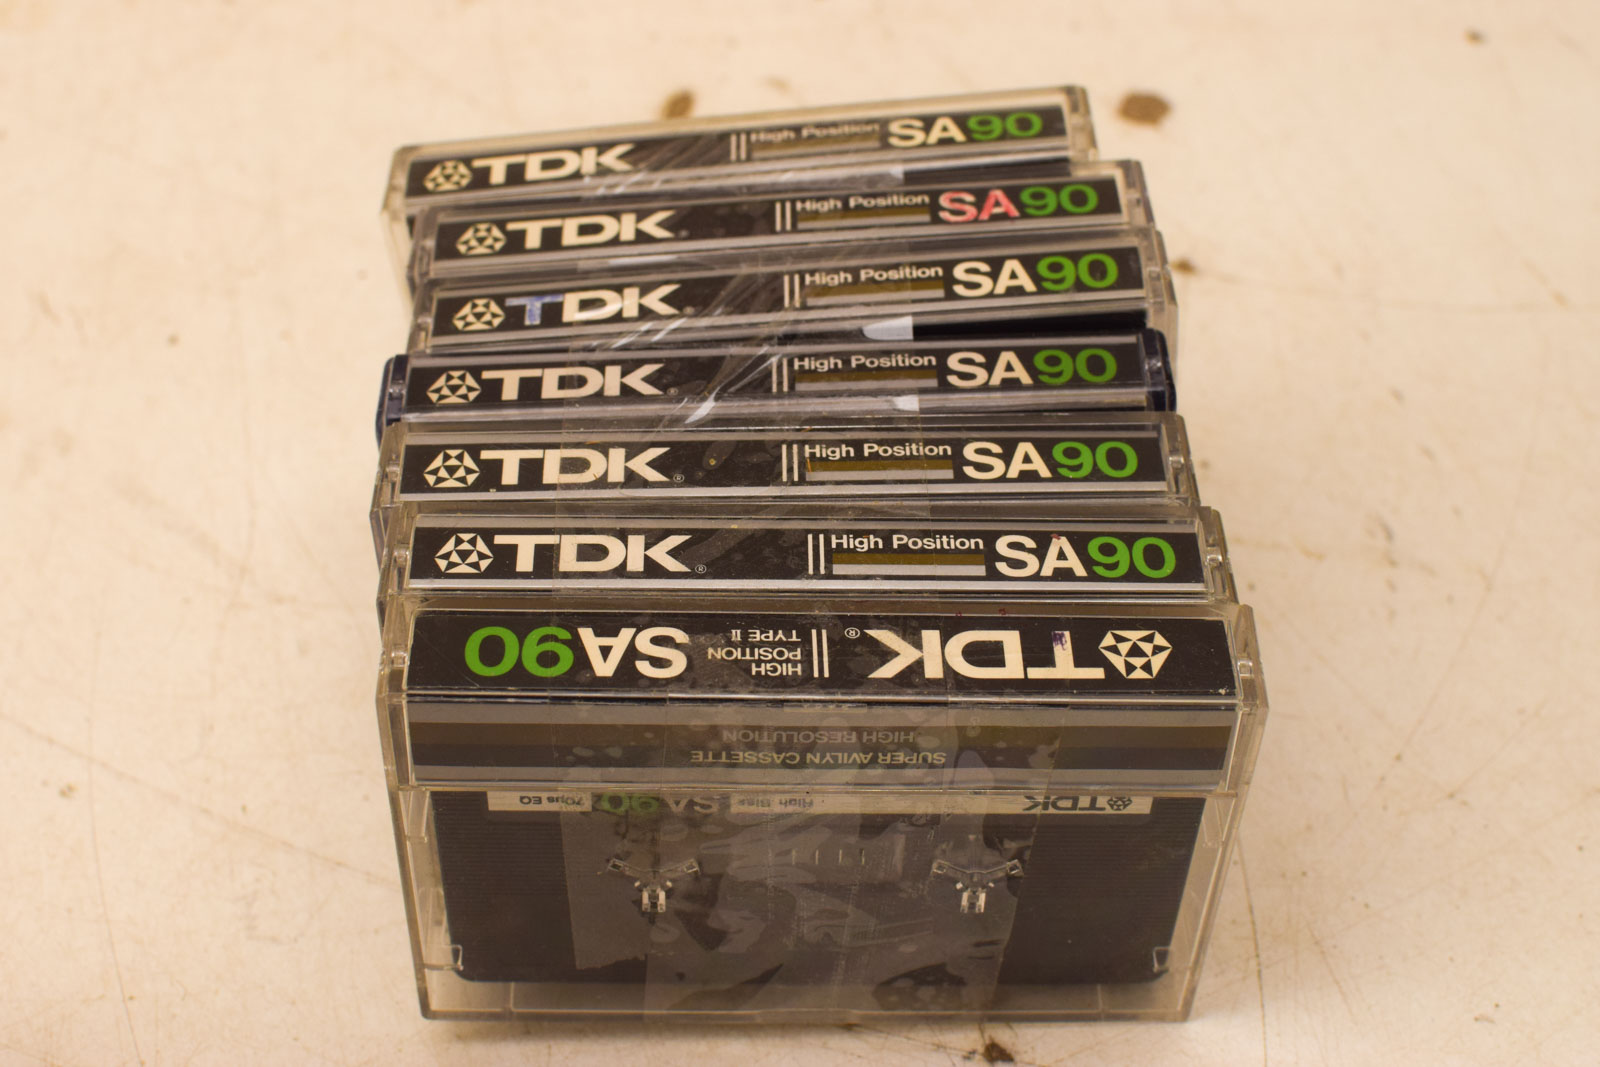 TDK High Position SA90
TDK High Position SA90
TDK High Position SA90
TDK® High Position SA90
TDK® High Position SA90
TDK® High Position SA90
TDK® HIGH POSITION TYPE II SA90
SUPER AVILYN CASSETTE
HIGH RESOLUTION
TDK High Bias SA90 70μs EQ